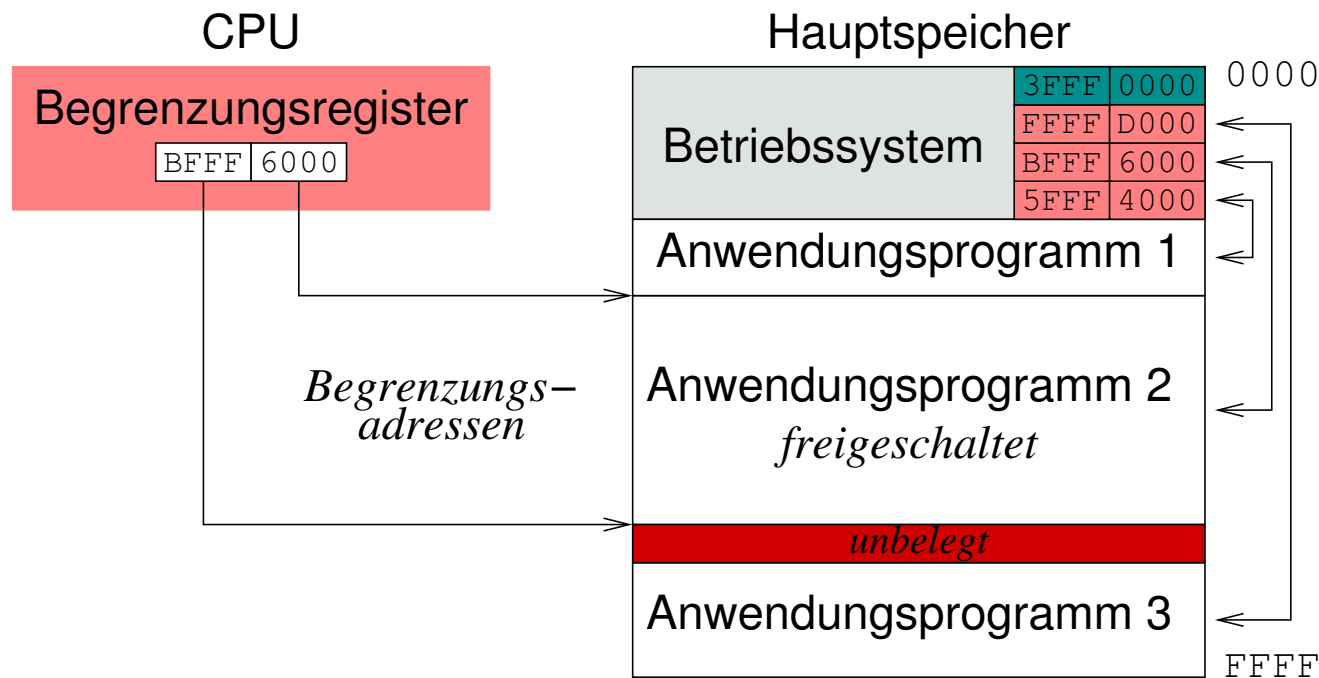 CPU
Hauptspeicher
Begrenzungsregister
BFFF 6000
Betriebssystem
3FFF 0000
FFFF D000
BFFF 6000
5FFF 4000
0000
Anwendungsprogramm 1
Begrenzungs–
adressen
Anwendungsprogramm 2
freigeschaltet
unbelegt
Anwendungsprogramm 3
FFFF